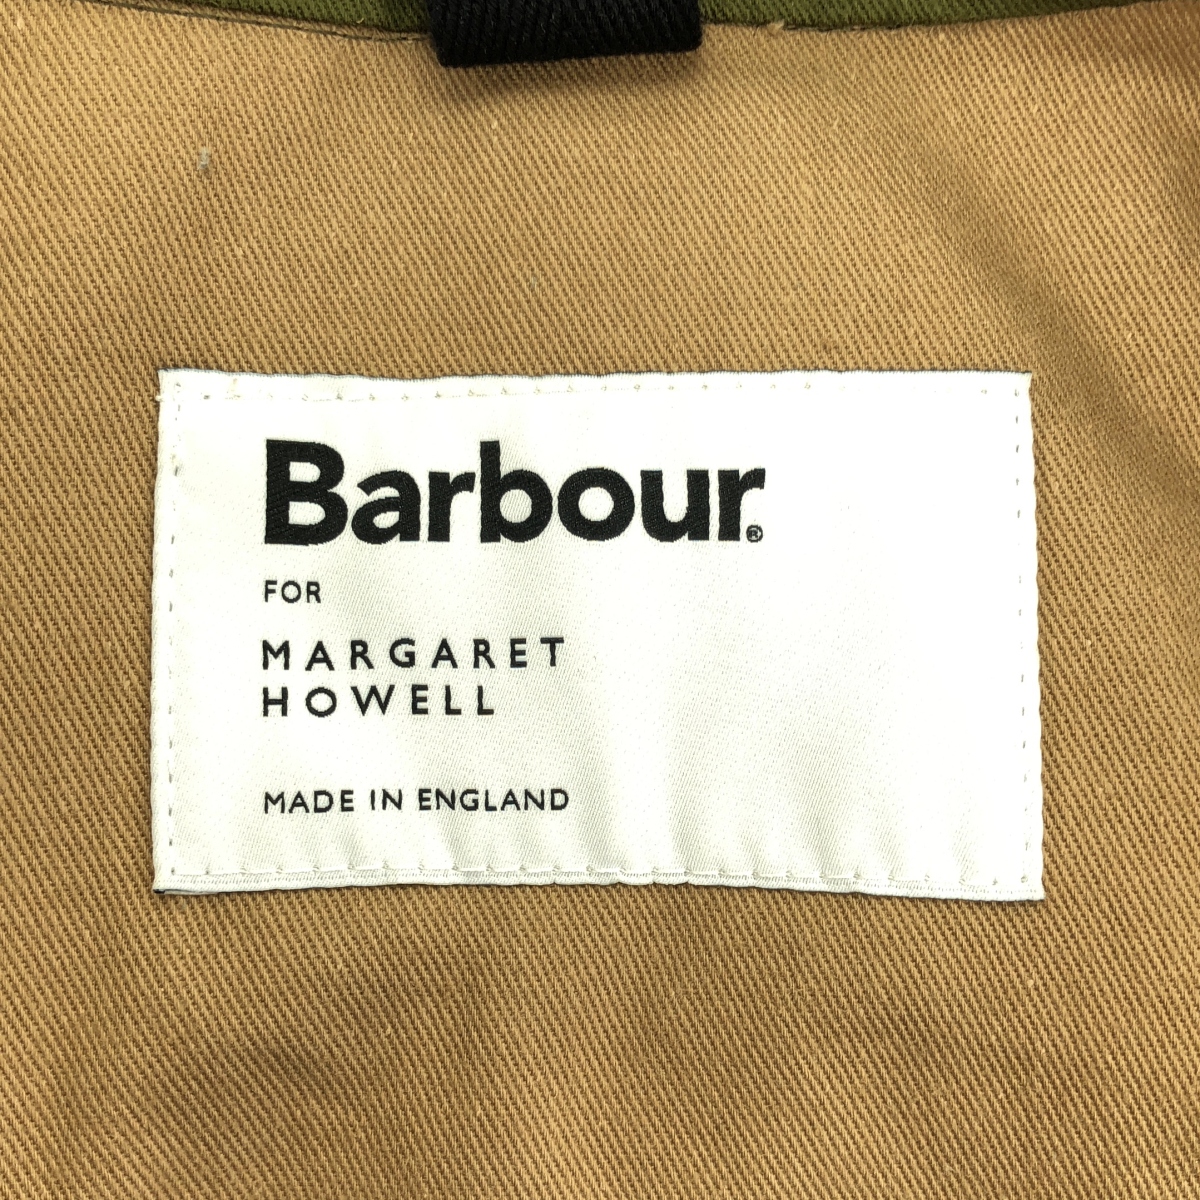 Barbour®
FOR
MARGARET
HOWELL
MADE IN ENGLAND